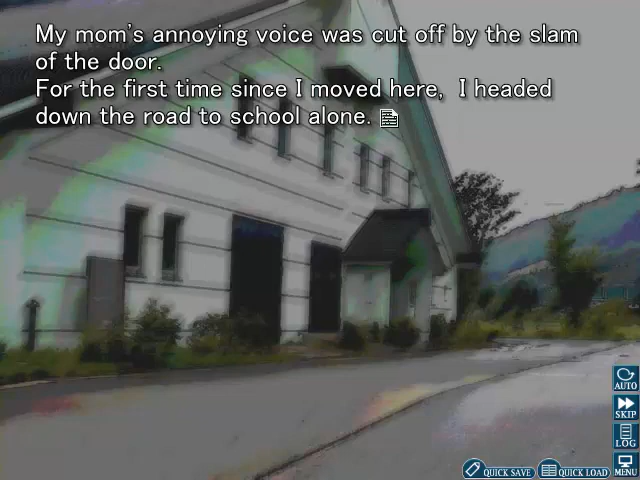 My mom's annoying voice was cut off by the slam
of the door.
For the first time since I moved here, I headed
down the road to school alone.
AUTO
SKIP
LOG
MENU
QUICK SAVE
QUICK LOAD